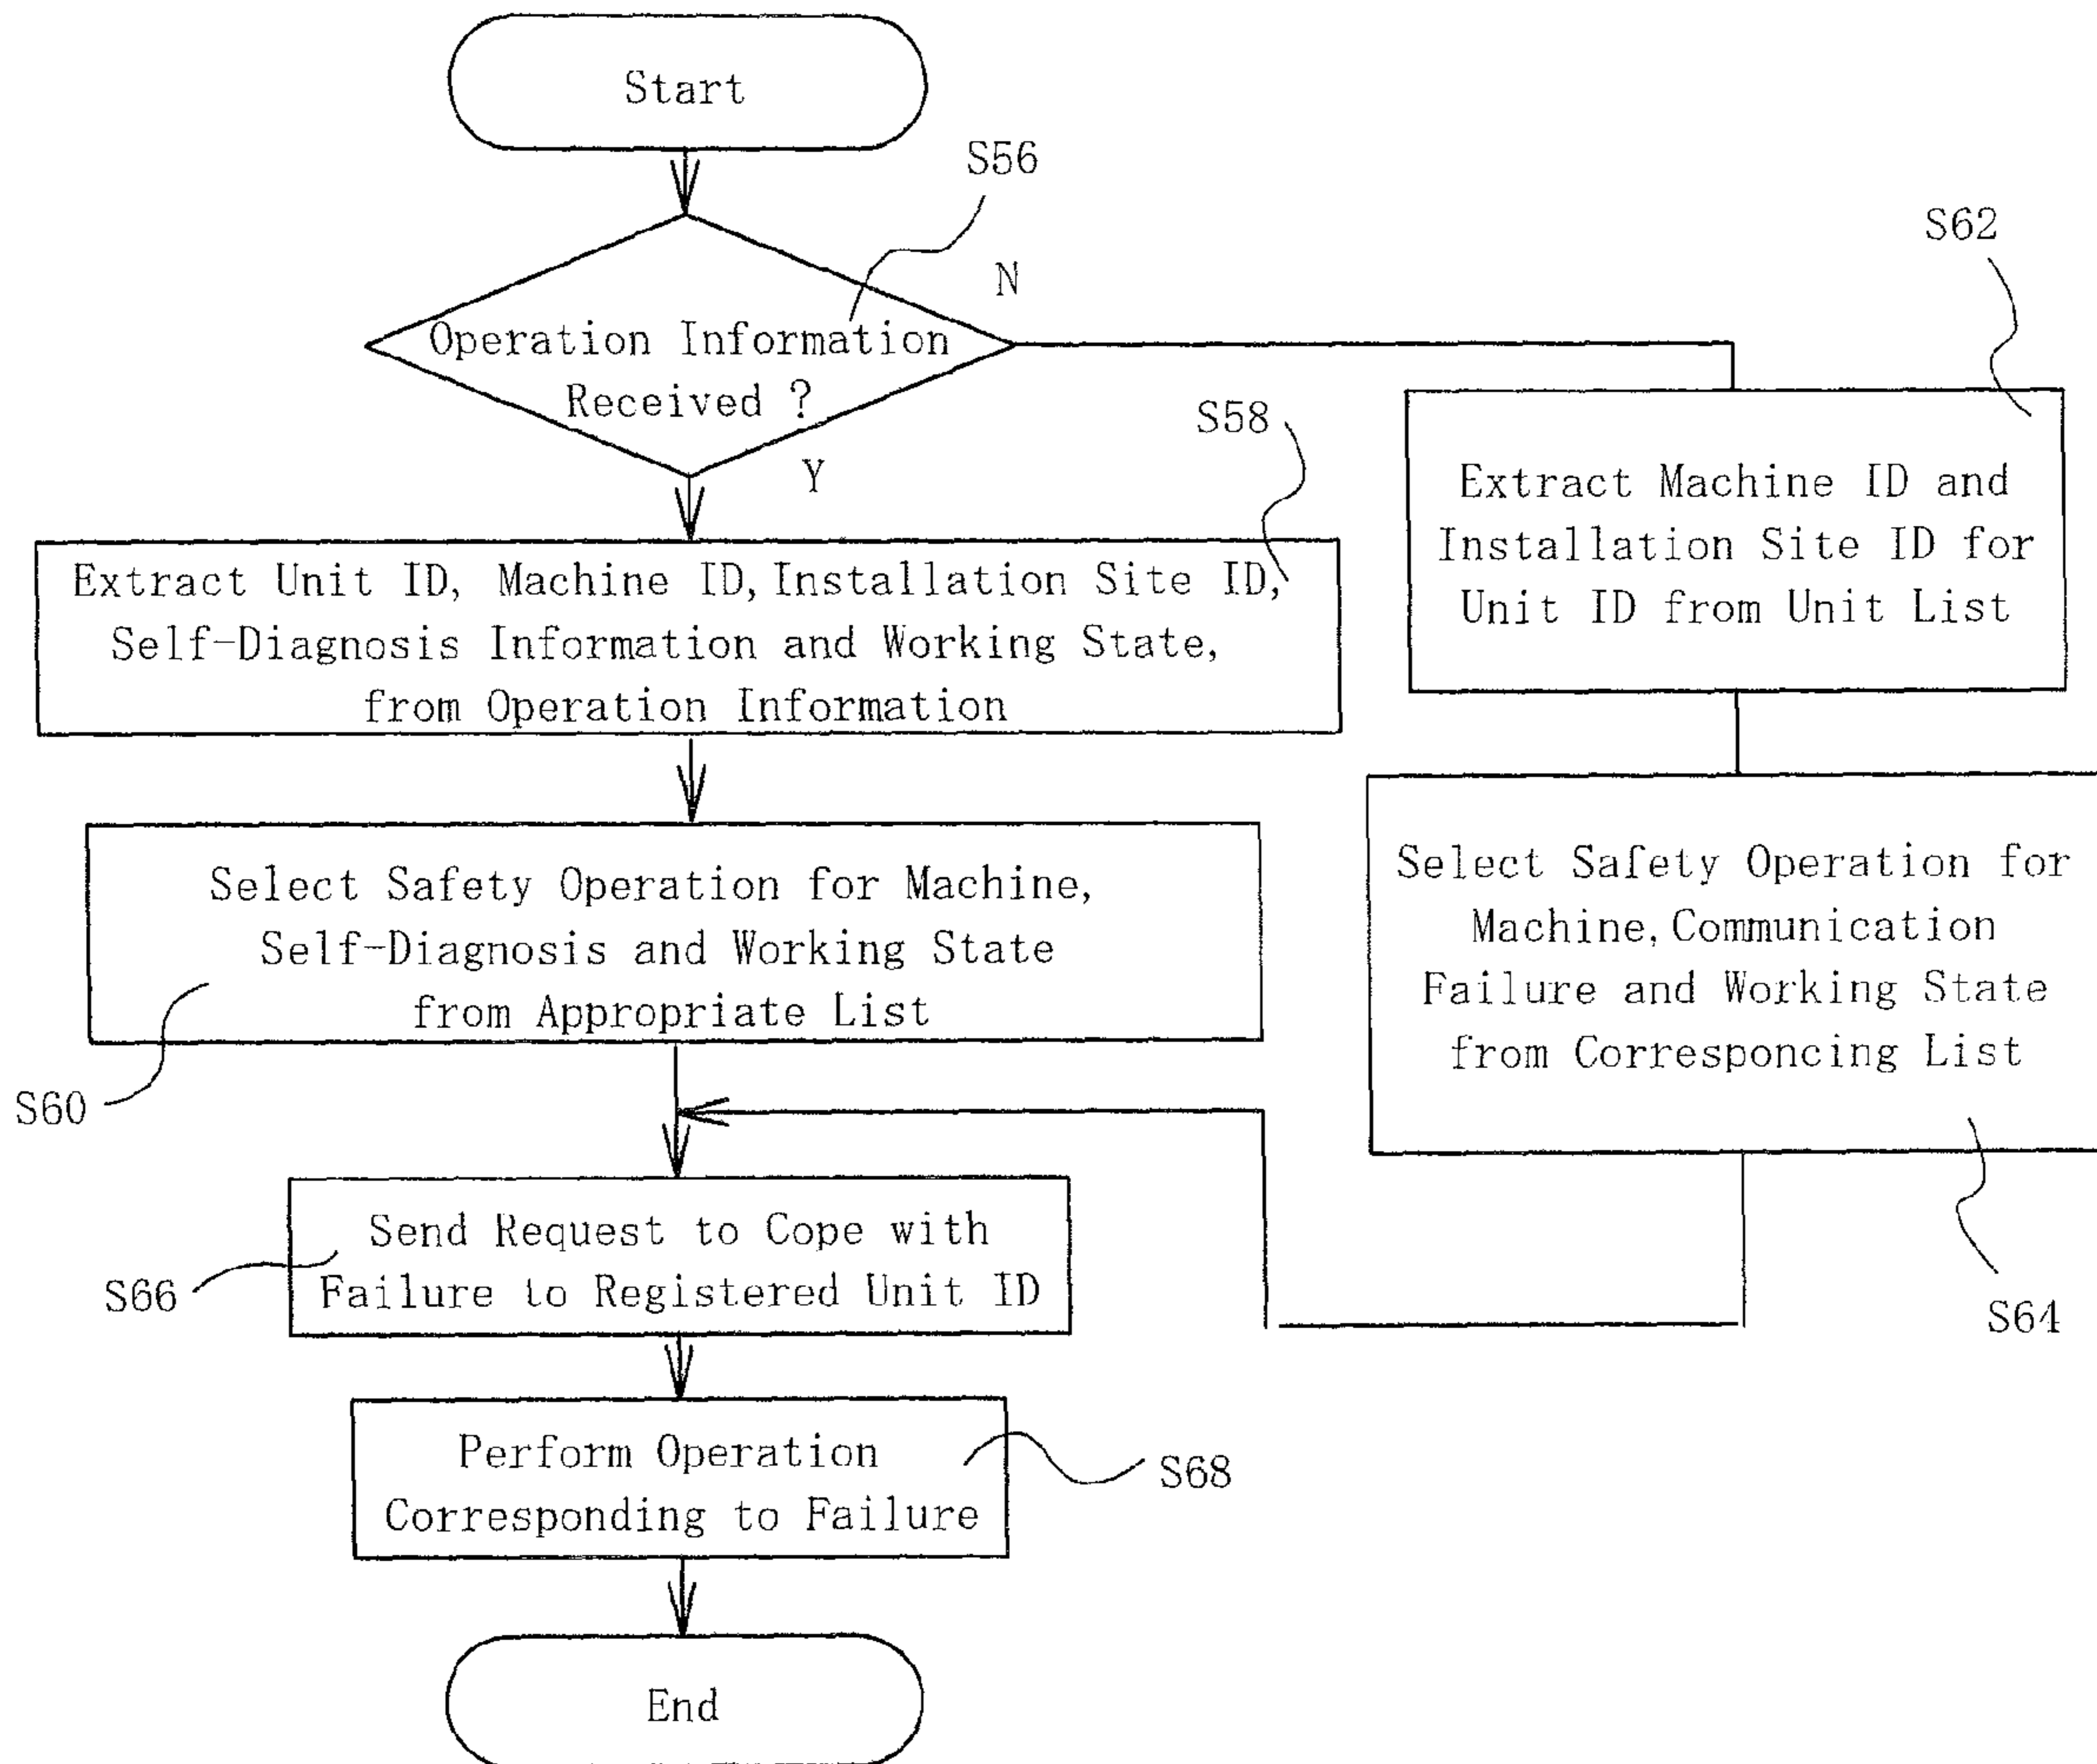 Start
S56
Operation Information
Received ?
N
Y
S58
Extract Unit ID, Machine ID, Installation Site ID,
Self-Diagnosis Information and Working State,
from Operation Information
S62
Extract Machine ID and
Installation Site ID for
Unit ID from Unit List
Select Safety Operation for Machine,
Self-Diagnosis and Working State
from Appropriate List
S60
Select Safety Operation for
Machine, Communication
Failure and Working State
from Corresponcing List
S64
Send Request to Cope with
Failure to Registered Unit ID
S66
Perform Operation
Corresponding to Failure
S68
End